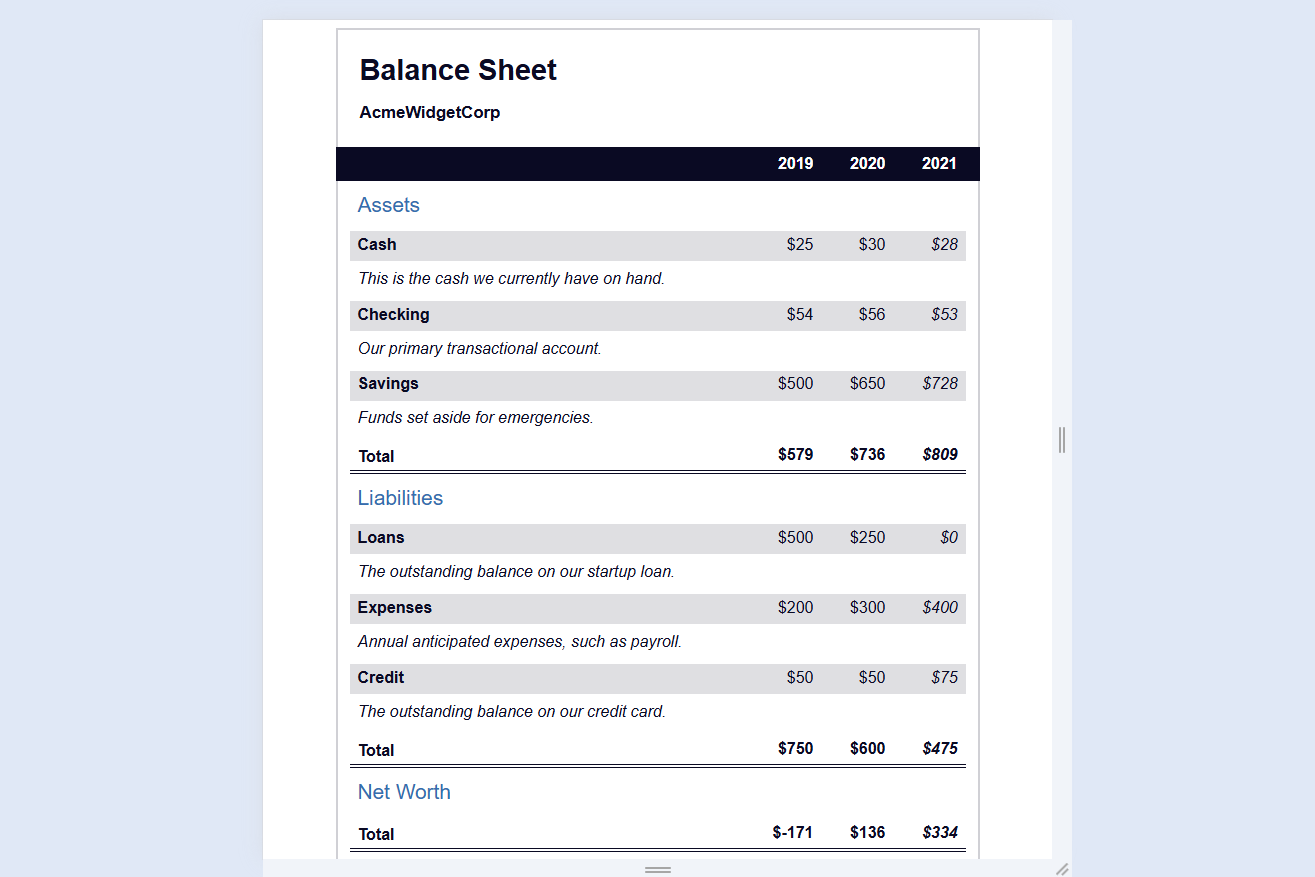 Balance Sheet
AcmeWidgetCorp
2019 2020 2021
Assets
Cash $25 $30 $28
This is the cash we currently have on hand.
Checking $54 $56 $53
Our primary transactional account.
Savings $500 $650 $728
Funds set aside for emergencies.
Total $579 $736 $809
Liabilities
Loans $500 $250 $0
The outstanding balance on our startup loan.
Expenses $200 $300 $400
Annual anticipated expenses, such as payroll.
Credit $50 $50 $75
The outstanding balance on our credit card.
Total $750 $600 $475
Net Worth
Total $-171 $136 $334